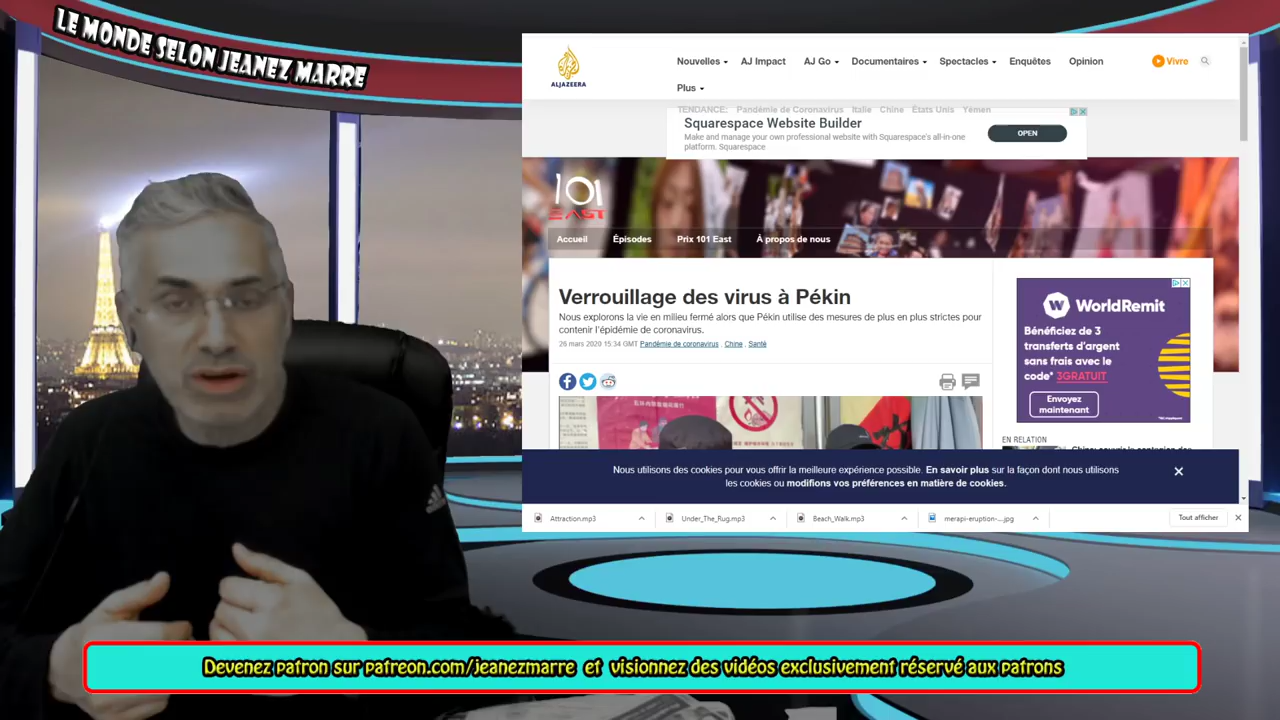 LE MONDE SELON JEANEZ MARRE
ALJAZEERA
Nouvelles AJ Impact AJ Go Documentaires Spectacles Enquêtes Opinion Vivre
Plus
TENDANCE: Pandémie de Coronavirus Italie Chine États Unis Yémen
Squarespace Website Builder
Make and manage your own professional website with Squarespace's all-in-one
platform. Squarespace
OPEN
101
EAST
Accueil Épisodes Prix 101 East À propos de nous
Verrouillage des virus à Pékin
Nous explorons la vie en milieu fermé alors que Pékin utilise des mesures de plus en plus strictes pour
contenir l'épidémie de coronavirus.
26 mars 2020 15:34 GMT Pandémie de coronavirus , Chine , Santé
WorldRemit
Bénéficiez de 3
transferts d'argent
sans frais avec le
code* 3GRATUIT
Envoyez
maintenant
EN RELATION
Nous utilisons des cookies pour vous offrir la meilleure expérience possible. En savoir plus sur la façon dont nous utilisons
les cookies ou modifions vos préférences en matière de cookies.
Attraction.mp3 Under_The_Rug.mp3 Beach_Walk.mp3 merapi-eruption-....jpg Tout afficher
Devenez patron sur patreon.com/jeanezmarre et visionnez des vidéos exclusivement réservé aux patrons